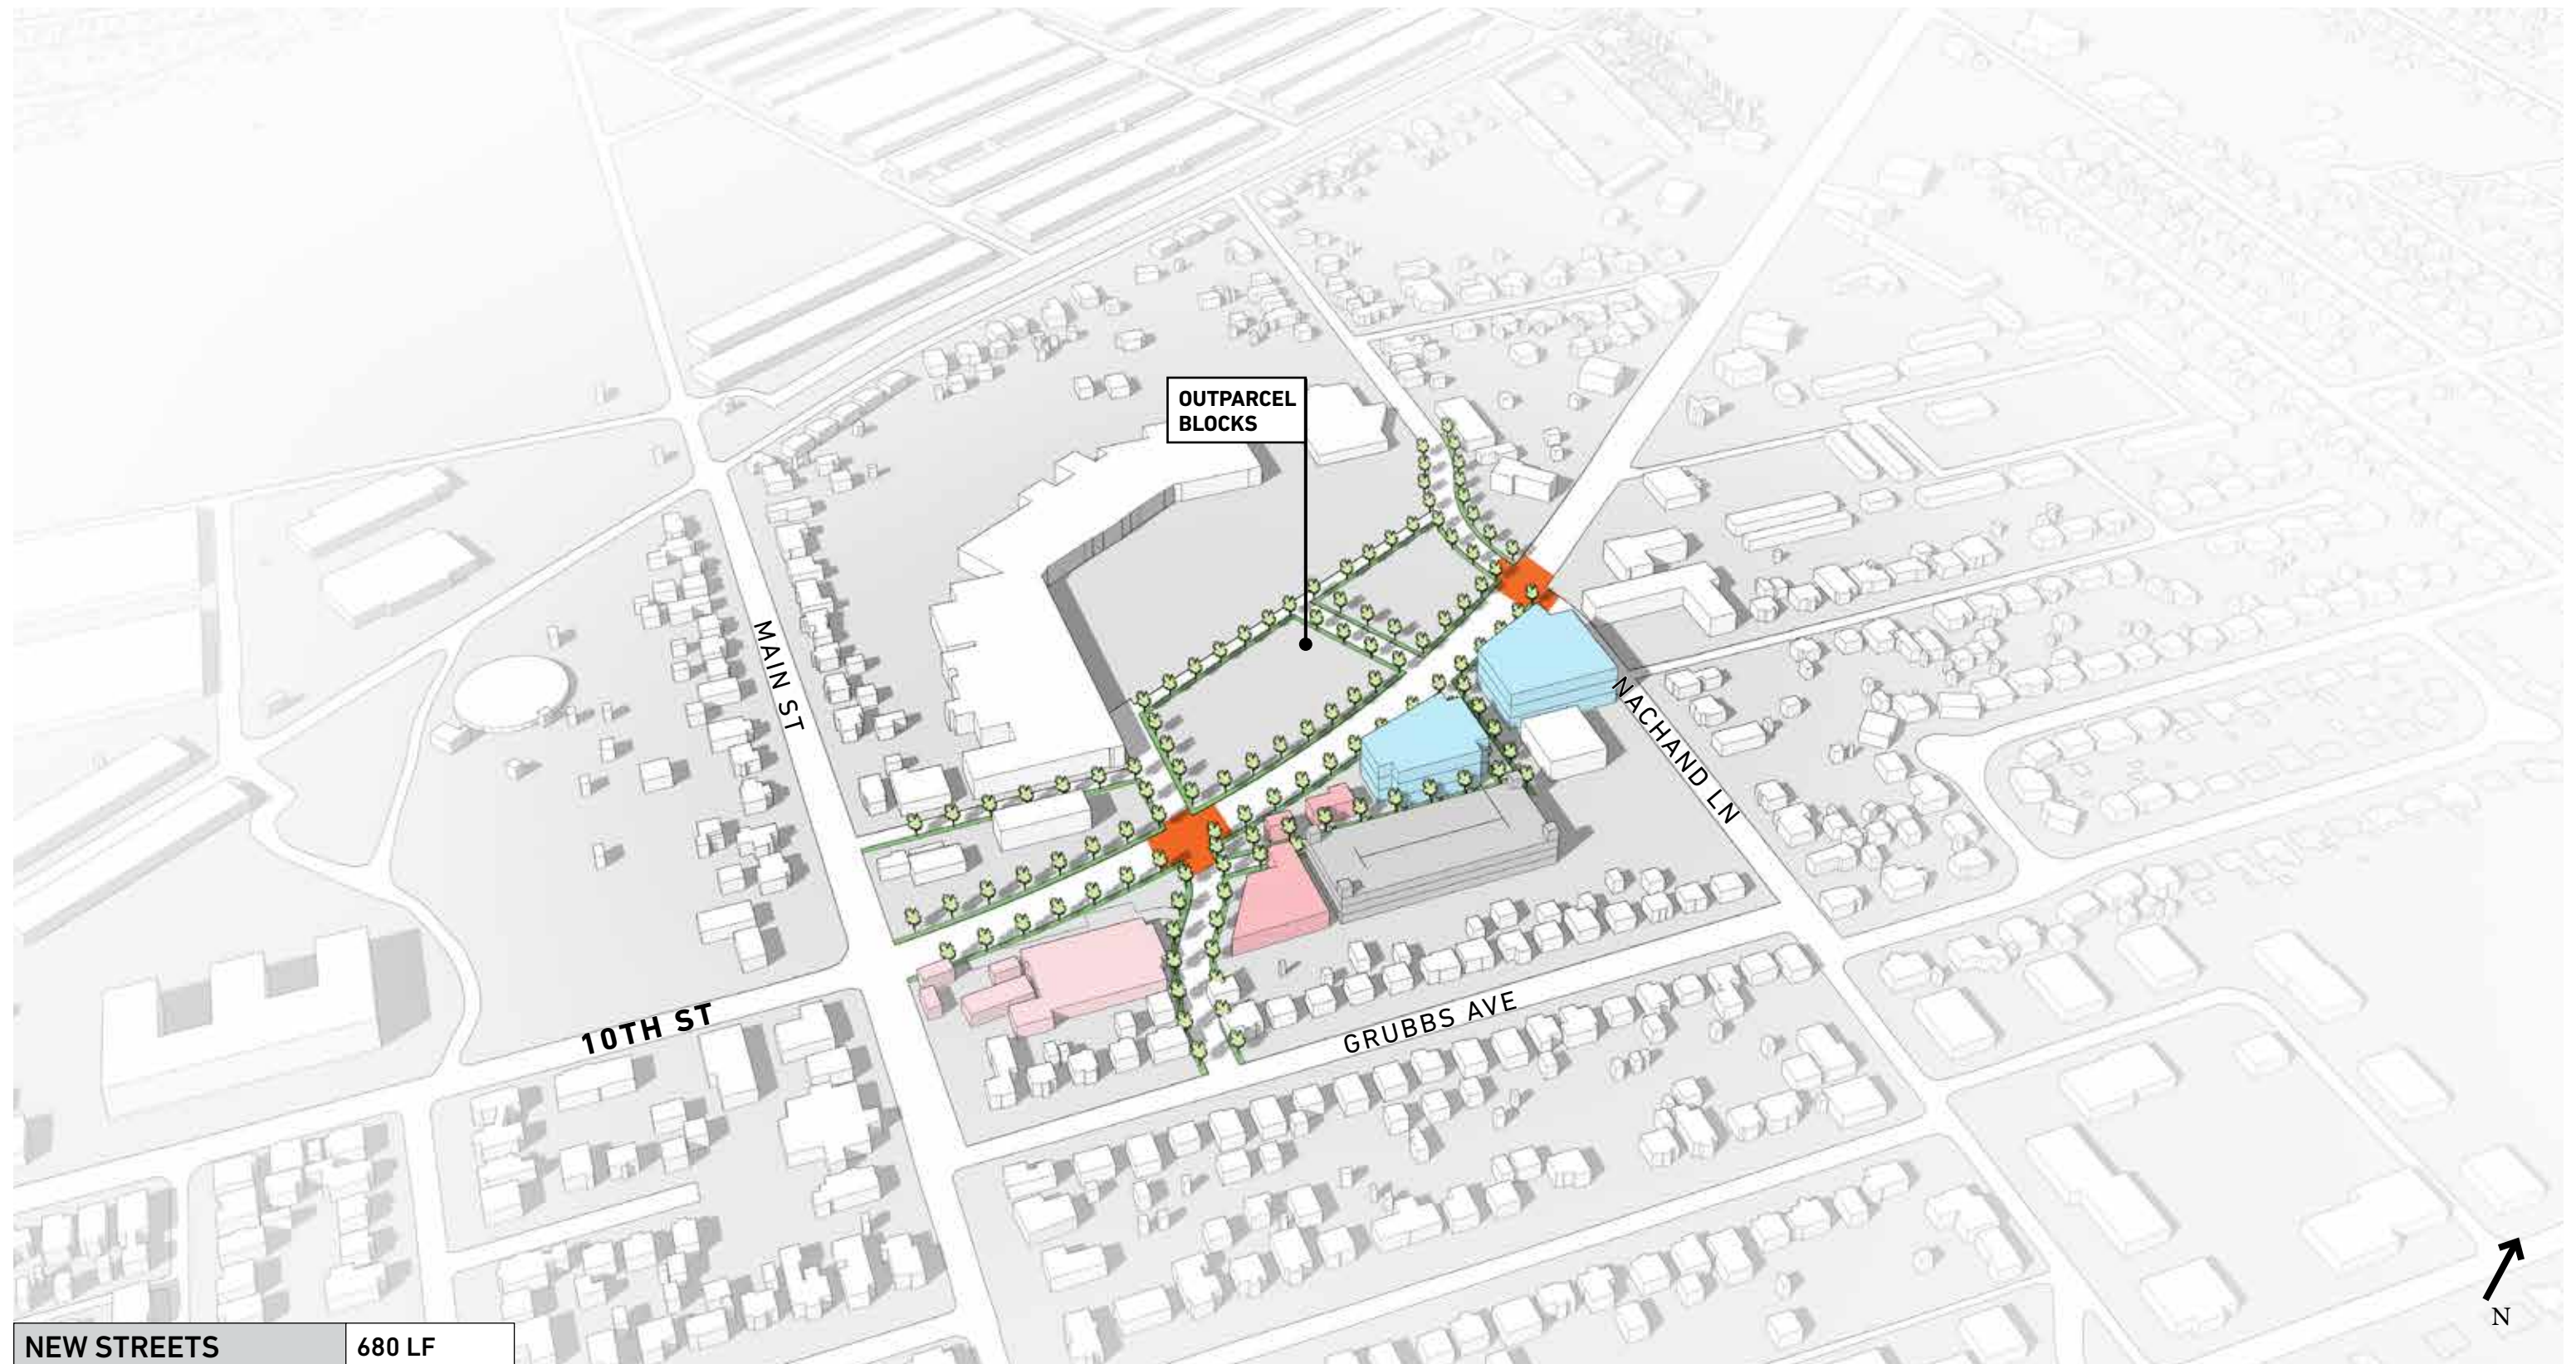 OUTPARCEL
BLOCKS
MAIN ST
NACHAND LN
10TH ST
GRUBBS AVE
N
NEW STREETS 680 LF